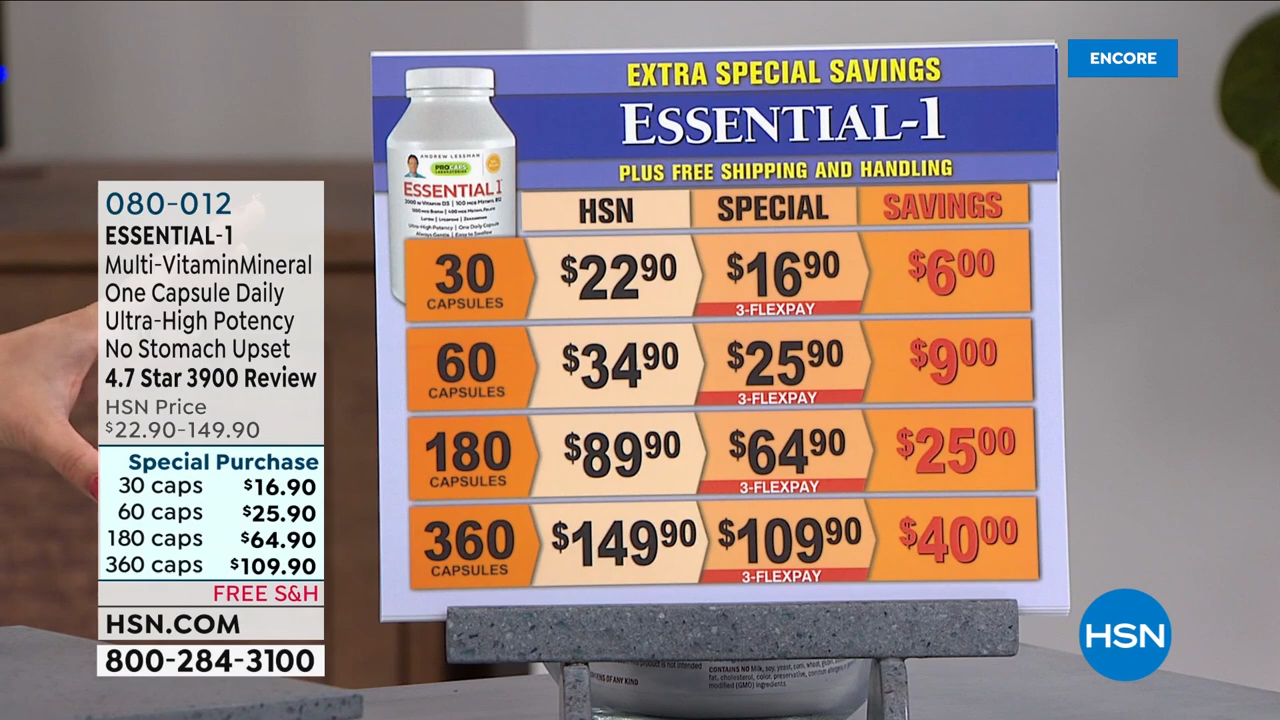 ENCORE
EXTRA SPECIAL SAVINGS
ESSENTIAL-1
PLUS FREE SHIPPING AND HANDLING
ANDREW LESSMAN
PROCAPS
LABORATORIES
ESSENTIAL 1
HSN SPECIAL SAVINGS
30 CAPSULES $22.90 $16.90 3-FLEXPAY $6.00
60 CAPSULES $34.90 $25.90 3-FLEXPAY $9.00
180 CAPSULES $89.90 $64.90 3-FLEXPAY $25.00
360 CAPSULES $149.90 $109.90 3-FLEXPAY $40.00
080-012
ESSENTIAL-1
Multi-VitaminMineral
One Capsule Daily
Ultra-High Potency
No Stomach Upset
4.7 Star 3900 Review
HSN Price
$22.90-149.90
Special Purchase
30 caps $16.90
60 caps $25.90
180 caps $64.90
360 caps $109.90
FREE S&H
HSN.COM
800-284-3100
HSN